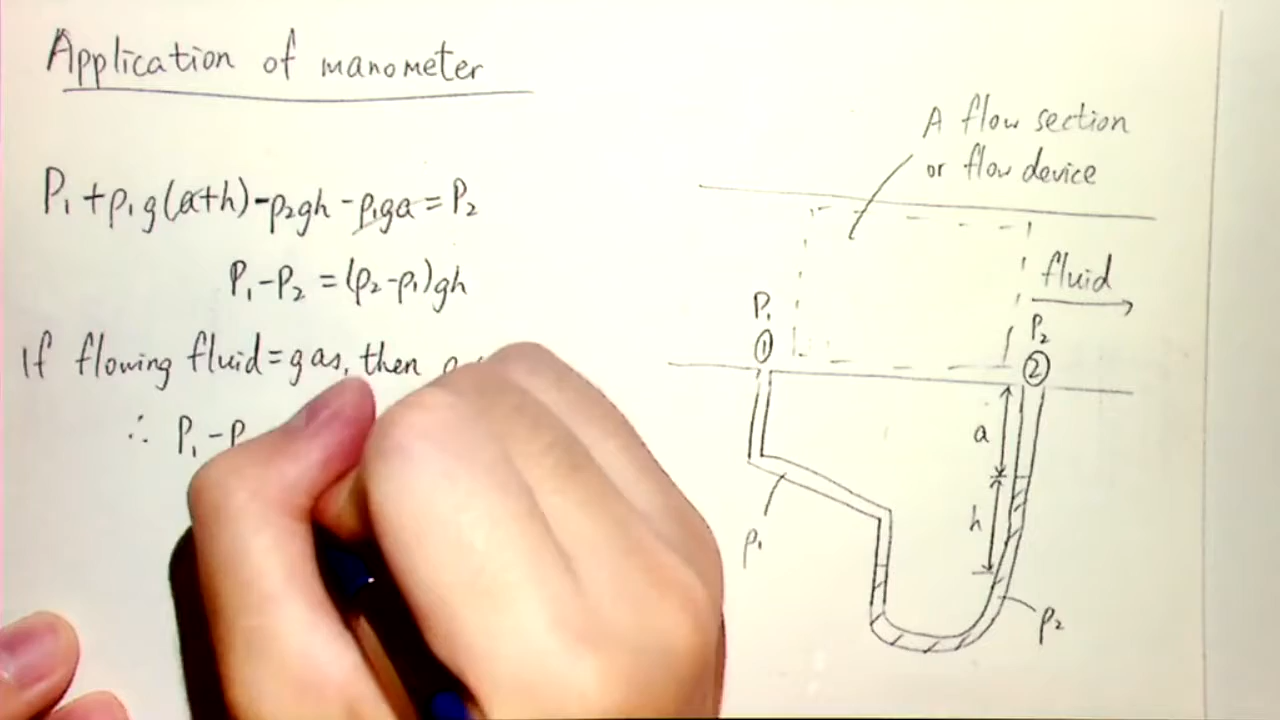 Application of manometer
P₁+ρ₁g(a+h)-ρ₂gh-ρ₁ga=P₂
P₁-P₂=(ρ₂-ρ₁)gh
If flowing fluid=gas, then
∴ P₁-P
A flow section
or flow device
fluid
P₁
①
P₂
②
a
h
ρ₁
ρ₂